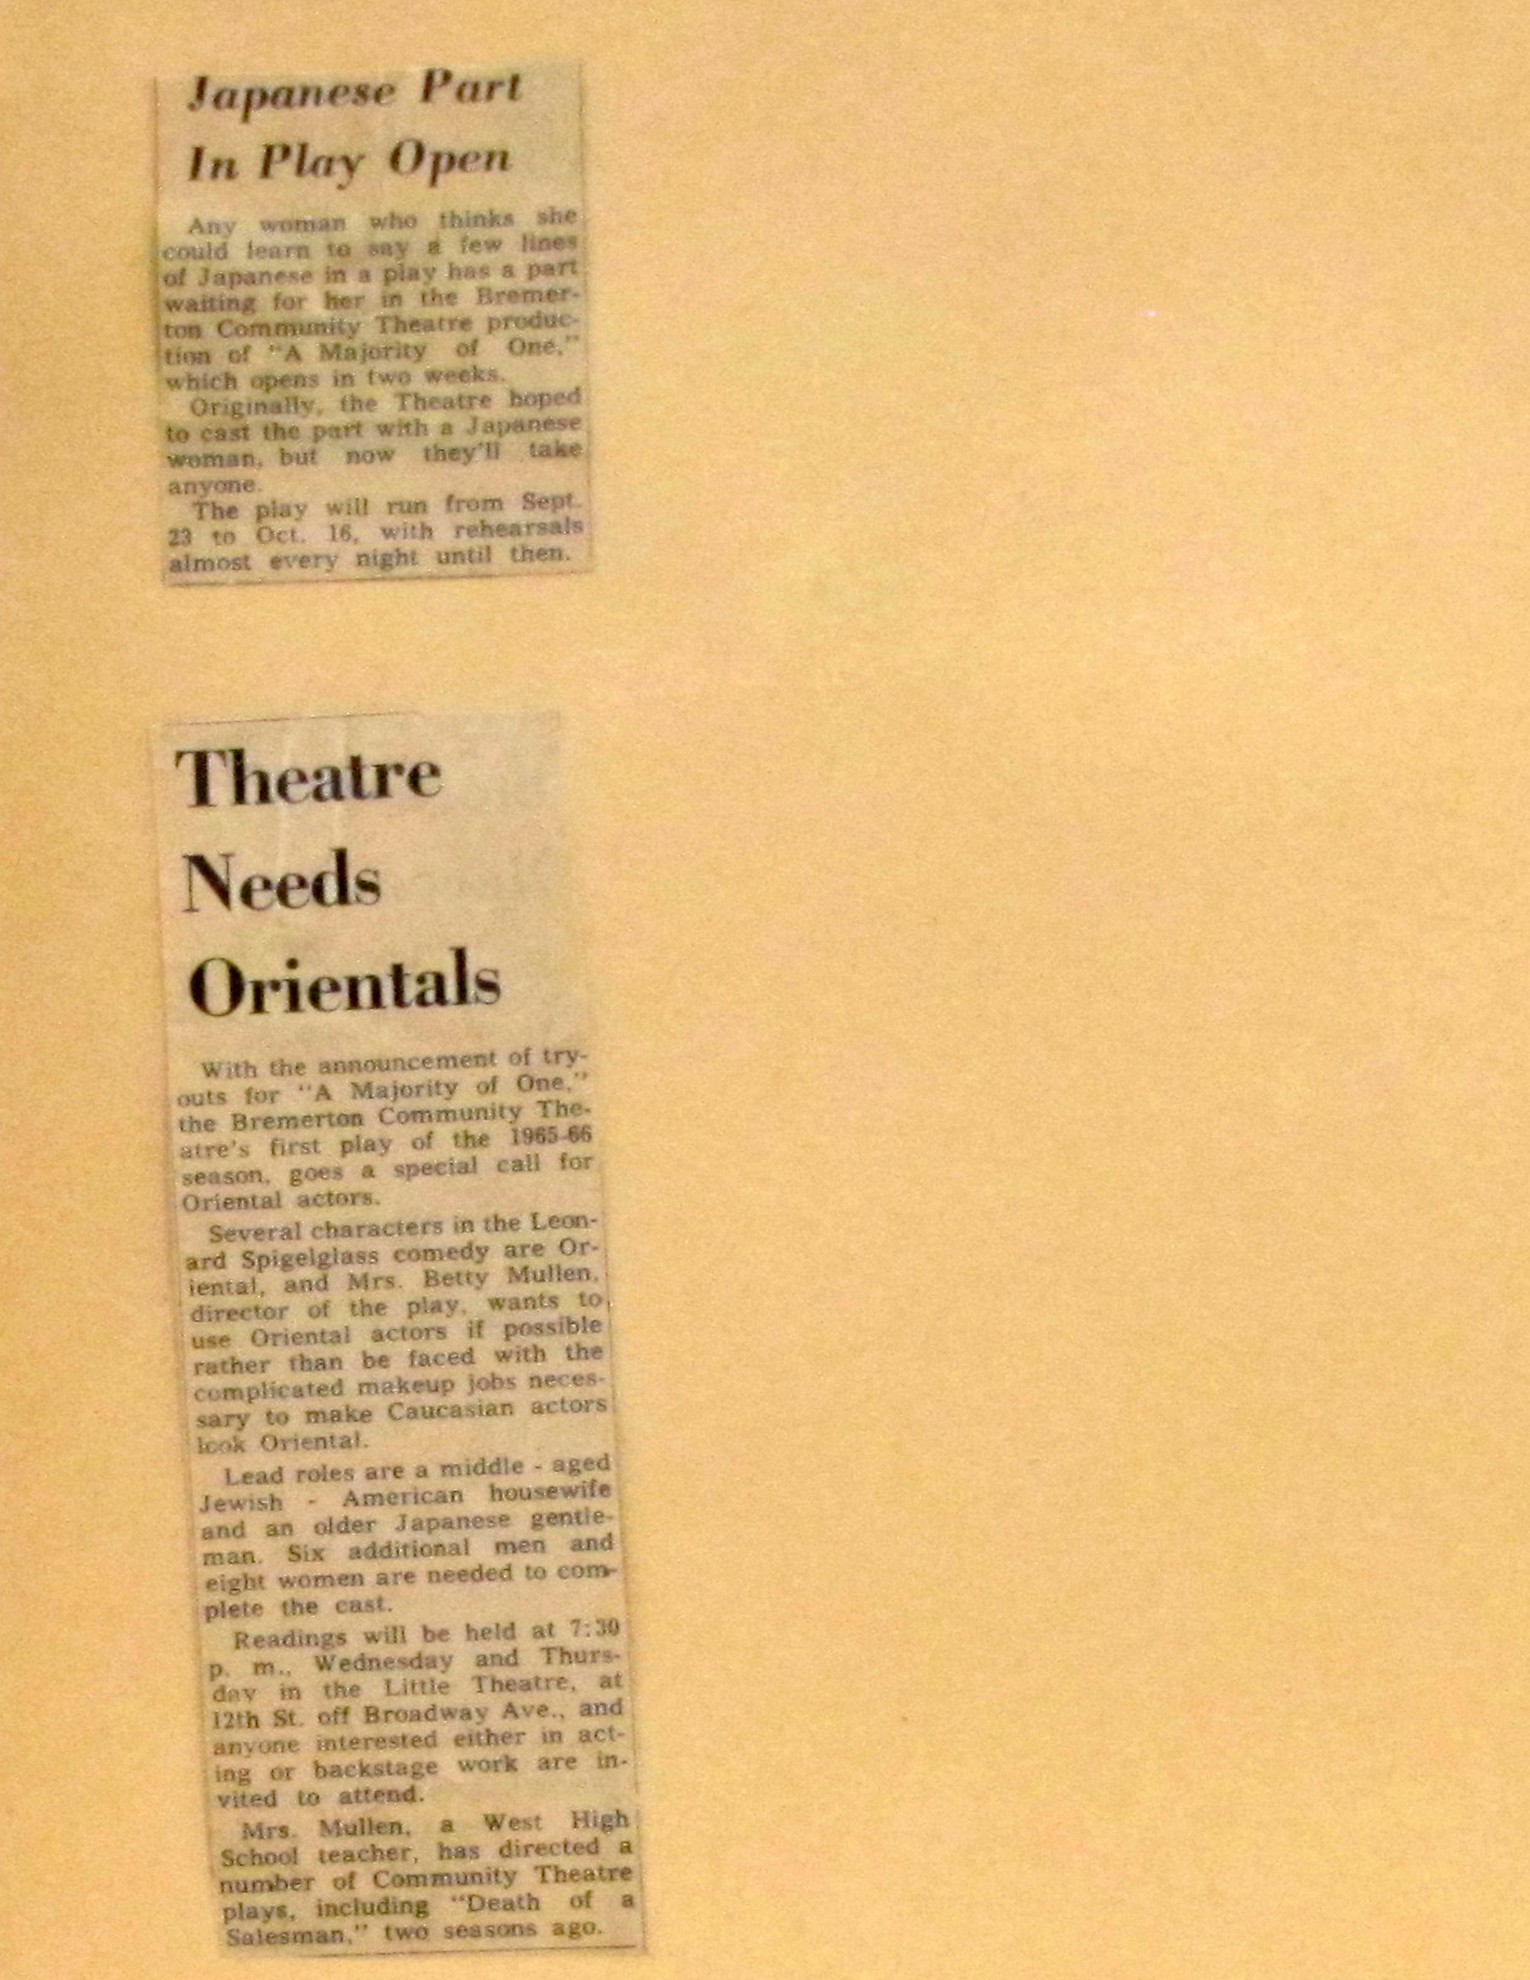 Japanese Part
In Play Open
Any woman who thinks she
could learn to say a few lines
of Japanese in a play has a part
waiting for her in the Bremer-
ton Community Theatre produc-
tion of "A Majority of One,"
which opens in two weeks.
Originally, the Theatre hoped
to cast the part with a Japanese
woman, but now they'll take
anyone.
The play will run from Sept.
23 to Oct. 16, with rehearsals
almost every night until then.
Theatre
Needs
Orientals
With the announcement of try-
outs for "A Majority of One,"
the Bremerton Community The-
atre's first play of the 1965-66
season, goes a special call for
Oriental actors.
Several characters in the Leon-
ard Spigelglass comedy are Or-
iental, and Mrs. Betty Mullen,
director of the play, wants to
use Oriental actors if possible
rather than be faced with the
complicated makeup jobs neces-
sary to make Caucasian actors
look Oriental.
Lead roles are a middle - aged
Jewish - American housewife
and an older Japanese gentle-
man. Six additional men and
eight women are needed to com-
plete the cast.
Readings will be held at 7:30
p. m., Wednesday and Thurs-
day in the Little Theatre, at
12th St. off Broadway Ave., and
anyone interested either in act-
ing or backstage work are in-
vited to attend.
Mrs. Mullen, a West High
School teacher, has directed a
number of Community Theatre
plays, including "Death of a
Salesman," two seasons ago.